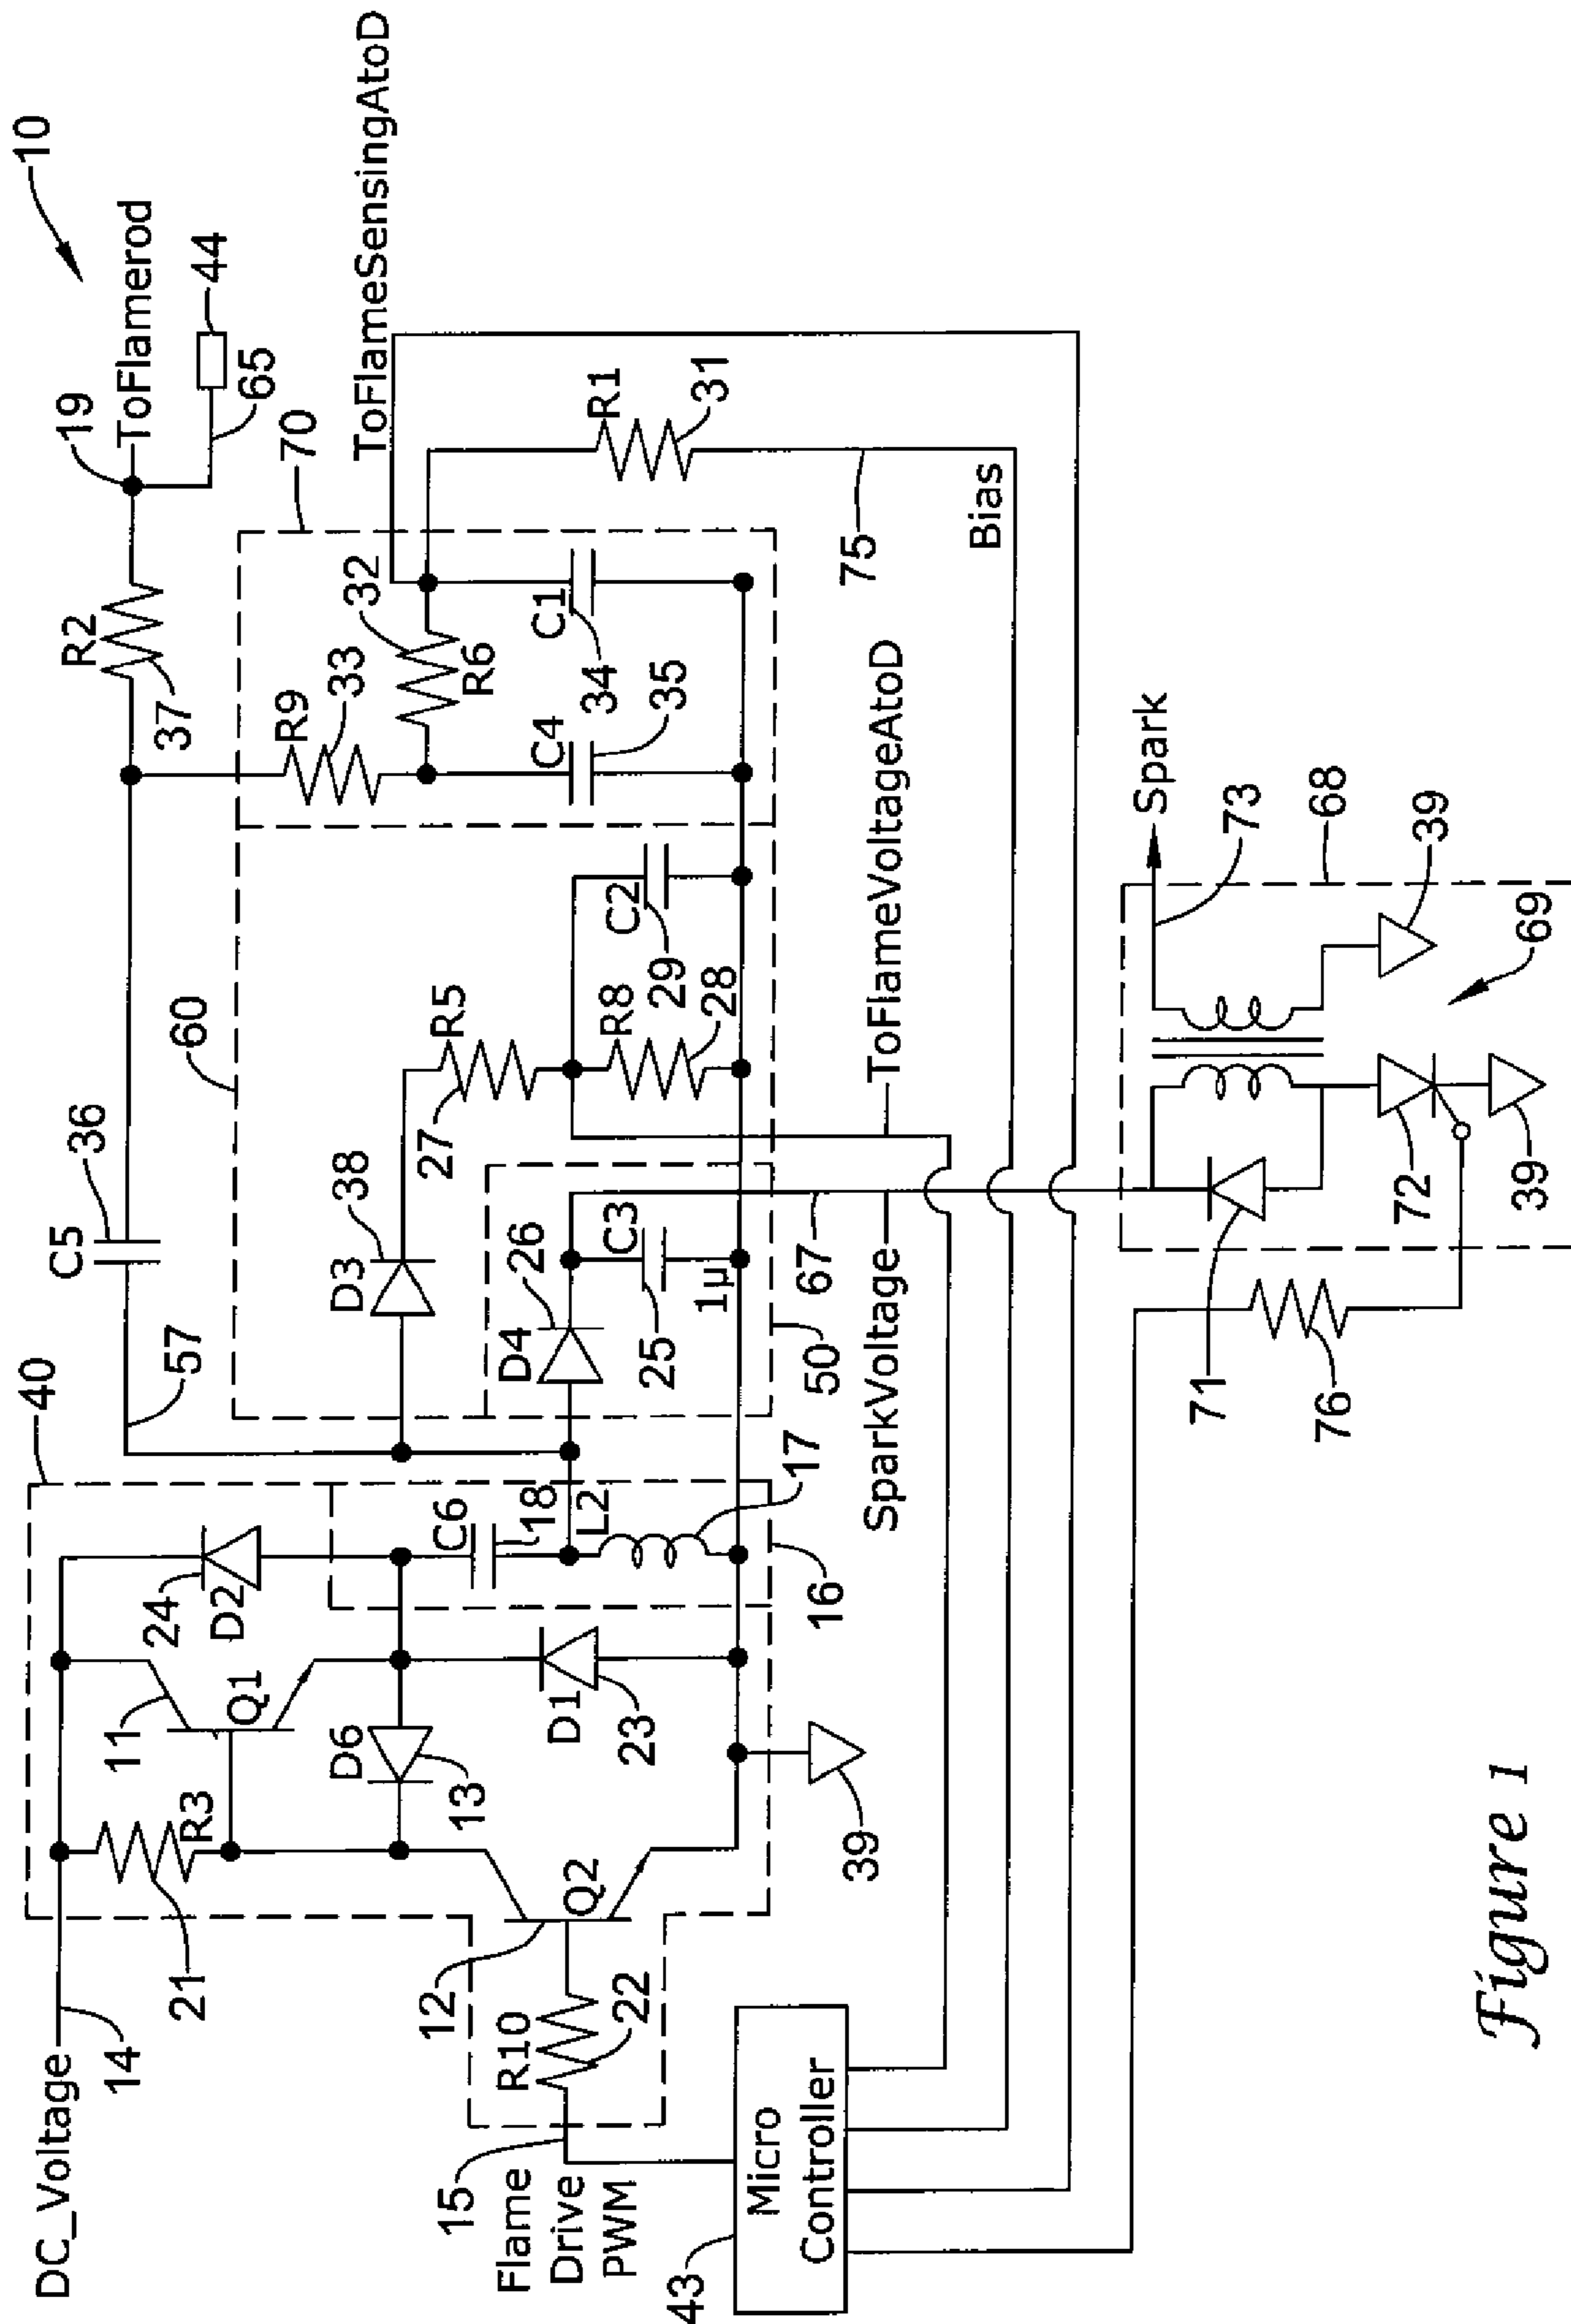 10
19
ToFlamerod
44
65
R2
37
C5
36
57
DC_Voltage
14
40
R3
21
11
Q1
24
D2
D6
13
C6
18
L2
17
D1
23
16
R10
22
12
Q2
15
Flame
Drive
PWM
39
43
Micro
Controller
60
D3
38
D4
26
C3
25
1µ
50
R5
27
R8
28
C2
29
R9
33
32
R6
C4
35
C1
34
70
ToFlameSensingAtoD
R1
31
75
Bias
ToFlameVoltageAtoD
SparkVoltage
67
Spark
73
68
39
69
72
39
71
76
Figure 1